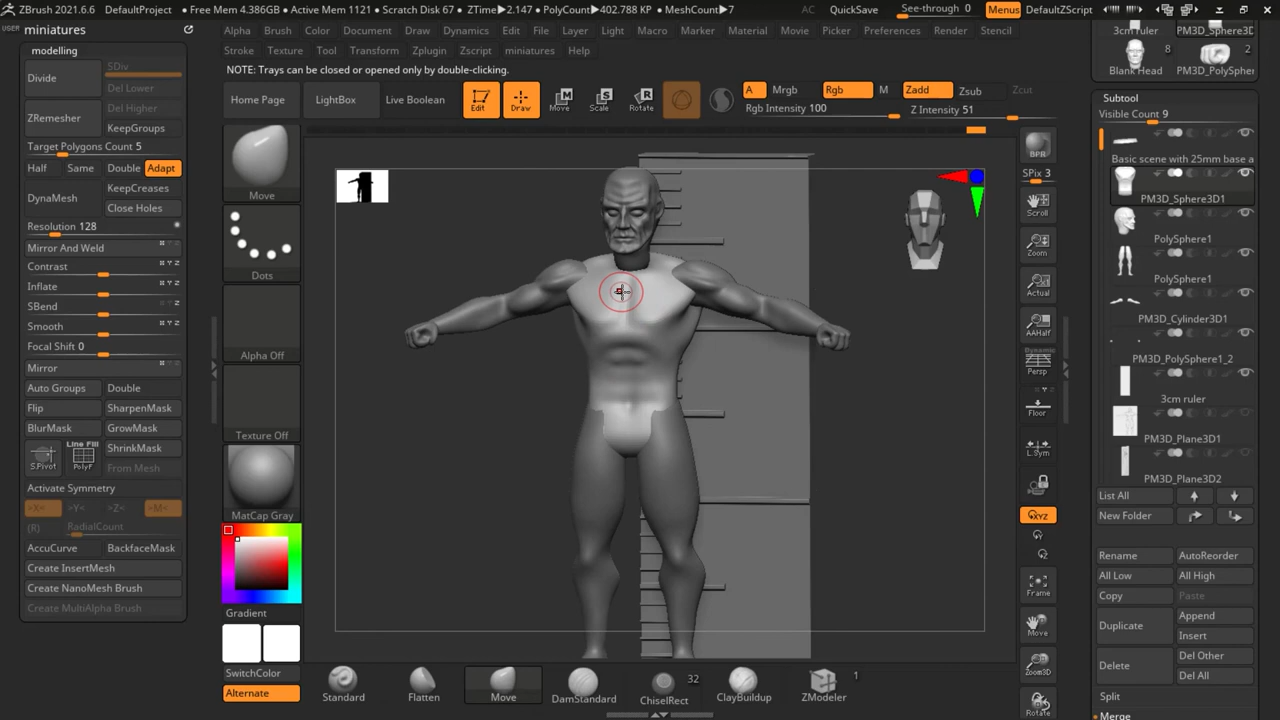 ZBrush 2021.6.6 DefaultProject • Free Mem 4.386GB • Active Mem 1121 • Scratch Disk 67 • ZTime▶2.147 • PolyCount▶402.788 KP • MeshCount▶7 AC QuickSave See-through 0 Menus DefaultZScript
USER miniatures
Alpha Brush Color Document Draw Dynamics Edit File Layer Light Macro Marker Material Movie Picker Preferences Render Stencil
Stroke Texture Tool Transform Zplugin Zscript miniatures Help
NOTE: Trays can be closed or opened only by double-clicking.
modelling
Divide
SDiv
Del Lower
Del Higher
ZRemesher
KeepGroups
Target Polygons Count 5
Half Same Double Adapt
DynaMesh
KeepCreases
Close Holes
Resolution 128
Mirror And Weld
Contrast
Inflate
SBend
Smooth
Focal Shift 0
Mirror
Auto Groups Double
Flip SharpenMask
BlurMask GrowMask
S.Pivot
Line Fill
PolyF
ShrinkMask
From Mesh
Activate Symmetry
>X< >Y< >Z< >M<
(R) RadialCount
AccuCurve BackfaceMask
Create InsertMesh
Create NanoMesh Brush
Create MultiAlpha Brush
Home Page LightBox Live Boolean
Edit Draw Move Scale Rotate
A Mrgb Rgb M Zadd Zsub Zcut
Rgb Intensity 100 Z Intensity 51
Move
Dots
Alpha Off
Texture Off
MatCap Gray
Gradient
SwitchColor
Alternate
Standard Flatten Move DamStandard ChiselRect 32 ClayBuildup ZModeler 1
BPR
SPix 3
Scroll
Zoom
Actual
AAHalf
Dynamic
Persp
Floor
L.Sym
XYZ
Frame
Move
Zoom3D
Rotate
3cm ruler PM3D_Sphere3D
8 2
Blank Head PM3D_PolySpher
Subtool
Visible Count 9
Basic scene with 25mm base a
PM3D_Sphere3D1
PolySphere1
PolySphere1
PM3D_Cylinder3D1
PM3D_PolySphere1_2
3cm ruler
PM3D_Plane3D1
PM3D_Plane3D2
List All
New Folder
Rename AutoReorder
All Low All High
Copy Paste
Duplicate
Append
Insert
Delete
Del Other
Del All
Split
Merge